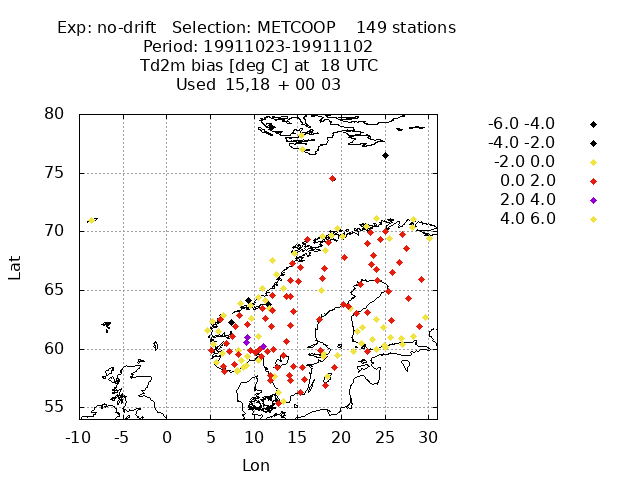 Exp: no-drift Selection: METCOOP 149 stations
Period: 19911023-19911102
Td2m bias [deg C] at 18 UTC
Used 15,18 + 00 03
-6.0 -4.0
-4.0 -2.0
-2.0 0.0
0.0 2.0
2.0 4.0
4.0 6.0
80
75
70
65
60
55
Lat
-10 -5 0 5 10 15 20 25 30
Lon